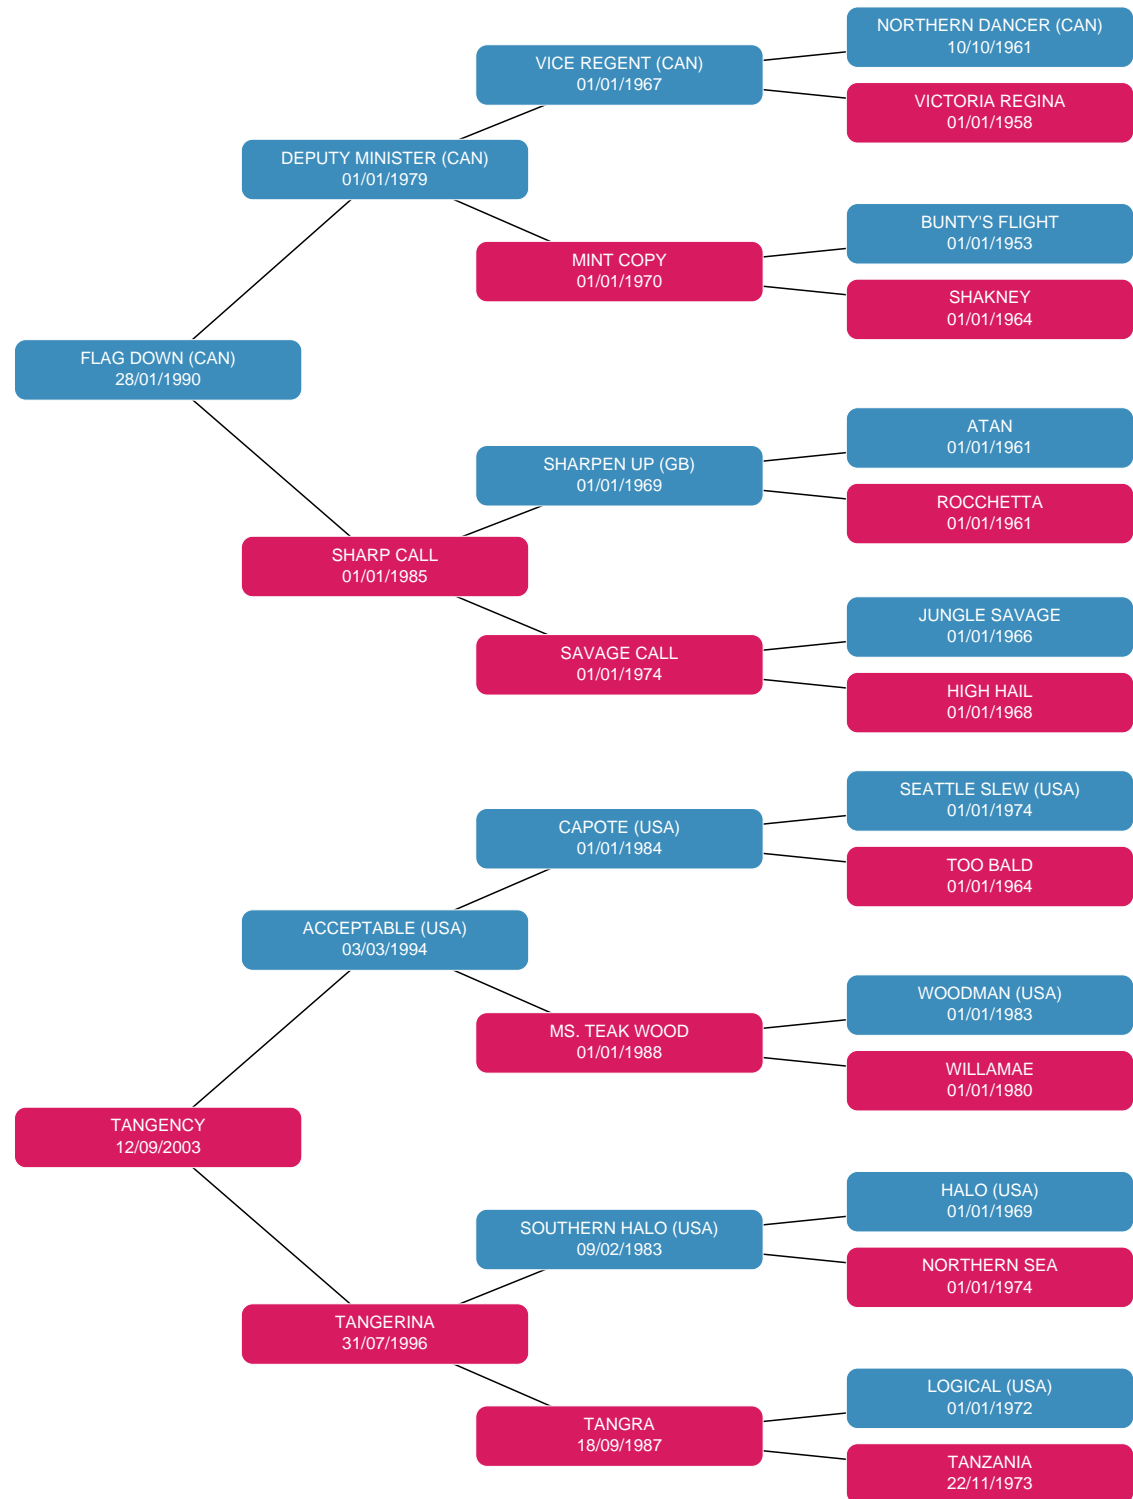 NORTHERN DANCER (CAN)
10/10/1961
VICE REGENT (CAN)
01/01/1967
VICTORIA REGINA
01/01/1958
DEPUTY MINISTER (CAN)
01/01/1979
BUNTY'S FLIGHT
01/01/1953
MINT COPY
01/01/1970
SHAKNEY
01/01/1964
FLAG DOWN (CAN)
28/01/1990
ATAN
01/01/1961
SHARPEN UP (GB)
01/01/1969
ROCCHETTA
01/01/1961
SHARP CALL
01/01/1985
JUNGLE SAVAGE
01/01/1966
SAVAGE CALL
01/01/1974
HIGH HAIL
01/01/1968
SEATTLE SLEW (USA)
01/01/1974
CAPOTE (USA)
01/01/1984
TOO BALD
01/01/1964
ACCEPTABLE (USA)
03/03/1994
WOODMAN (USA)
01/01/1983
MS. TEAK WOOD
01/01/1988
WILLAMAE
01/01/1980
TANGENCY
12/09/2003
HALO (USA)
01/01/1969
SOUTHERN HALO (USA)
09/02/1983
NORTHERN SEA
01/01/1974
TANGERINA
31/07/1996
LOGICAL (USA)
01/01/1972
TANGRA
18/09/1987
TANZANIA
22/11/1973